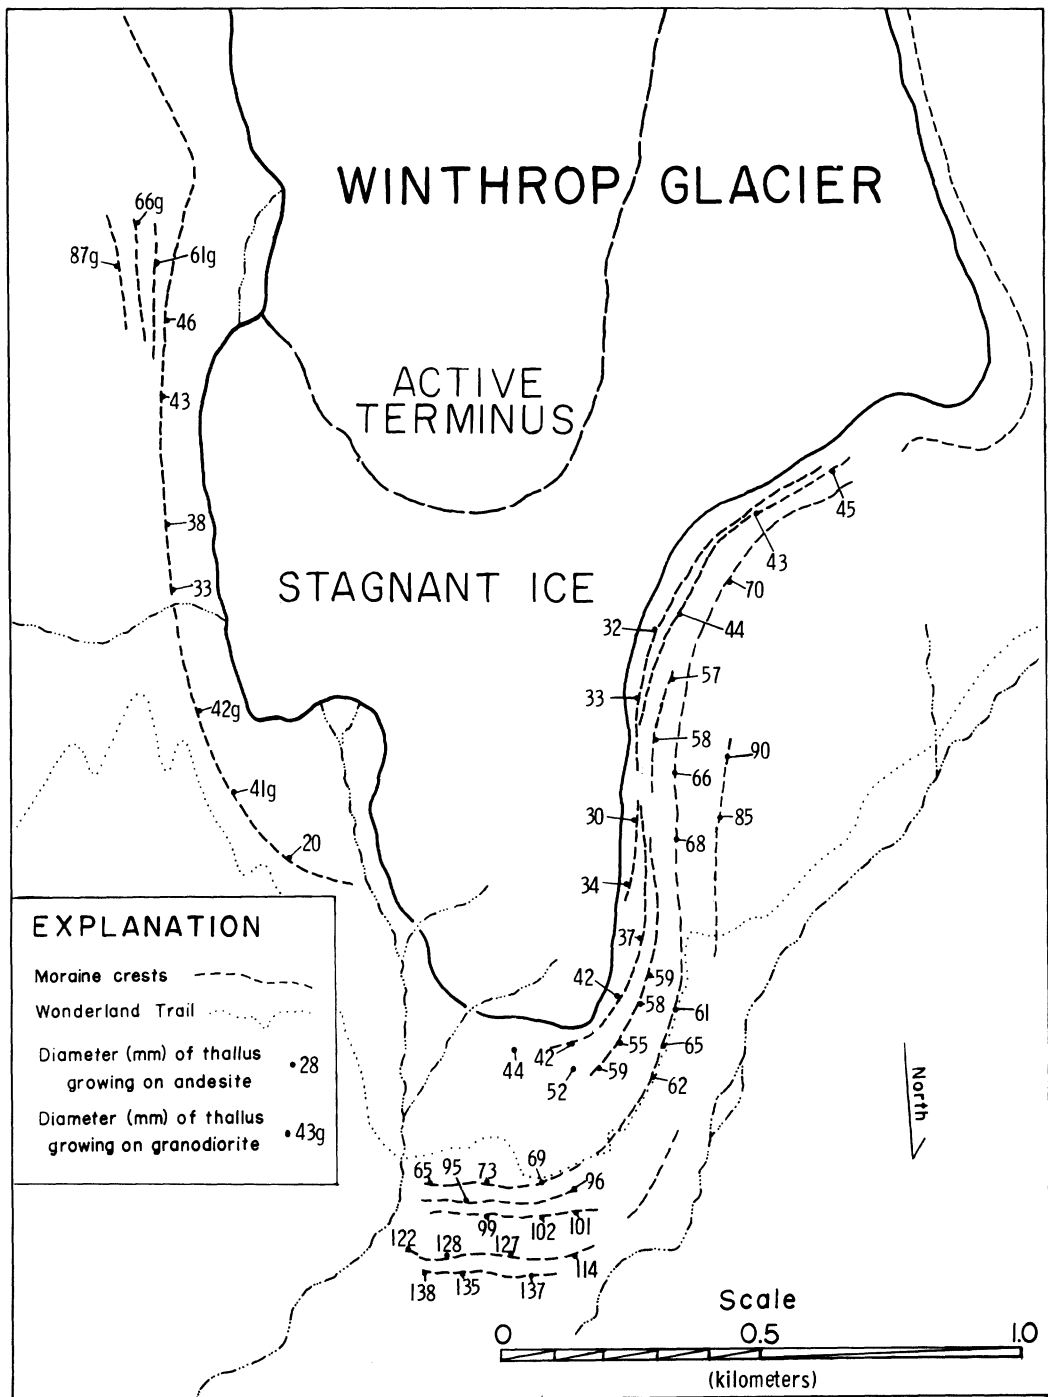 WINTHROP GLACIER
66g
87g
61g
46
ACTIVE
TERMINUS
43
45
38
43
STAGNANT ICE
33
70
32
44
57
42g
33
58
90
66
41g
30
85
68
20
34
37
42
59
58
61
42
55
65
44
52
59
62
EXPLANATION
Moraine crests
Wonderland Trail
Diameter (mm) of thallus
growing on andesite
28
Diameter (mm) of thallus
growing on granodiorite
43g
North
65
95
73
69
96
99
102
101
122
128
127
114
138
135
137
Scale
0
0.5
1.0
(kilometers)